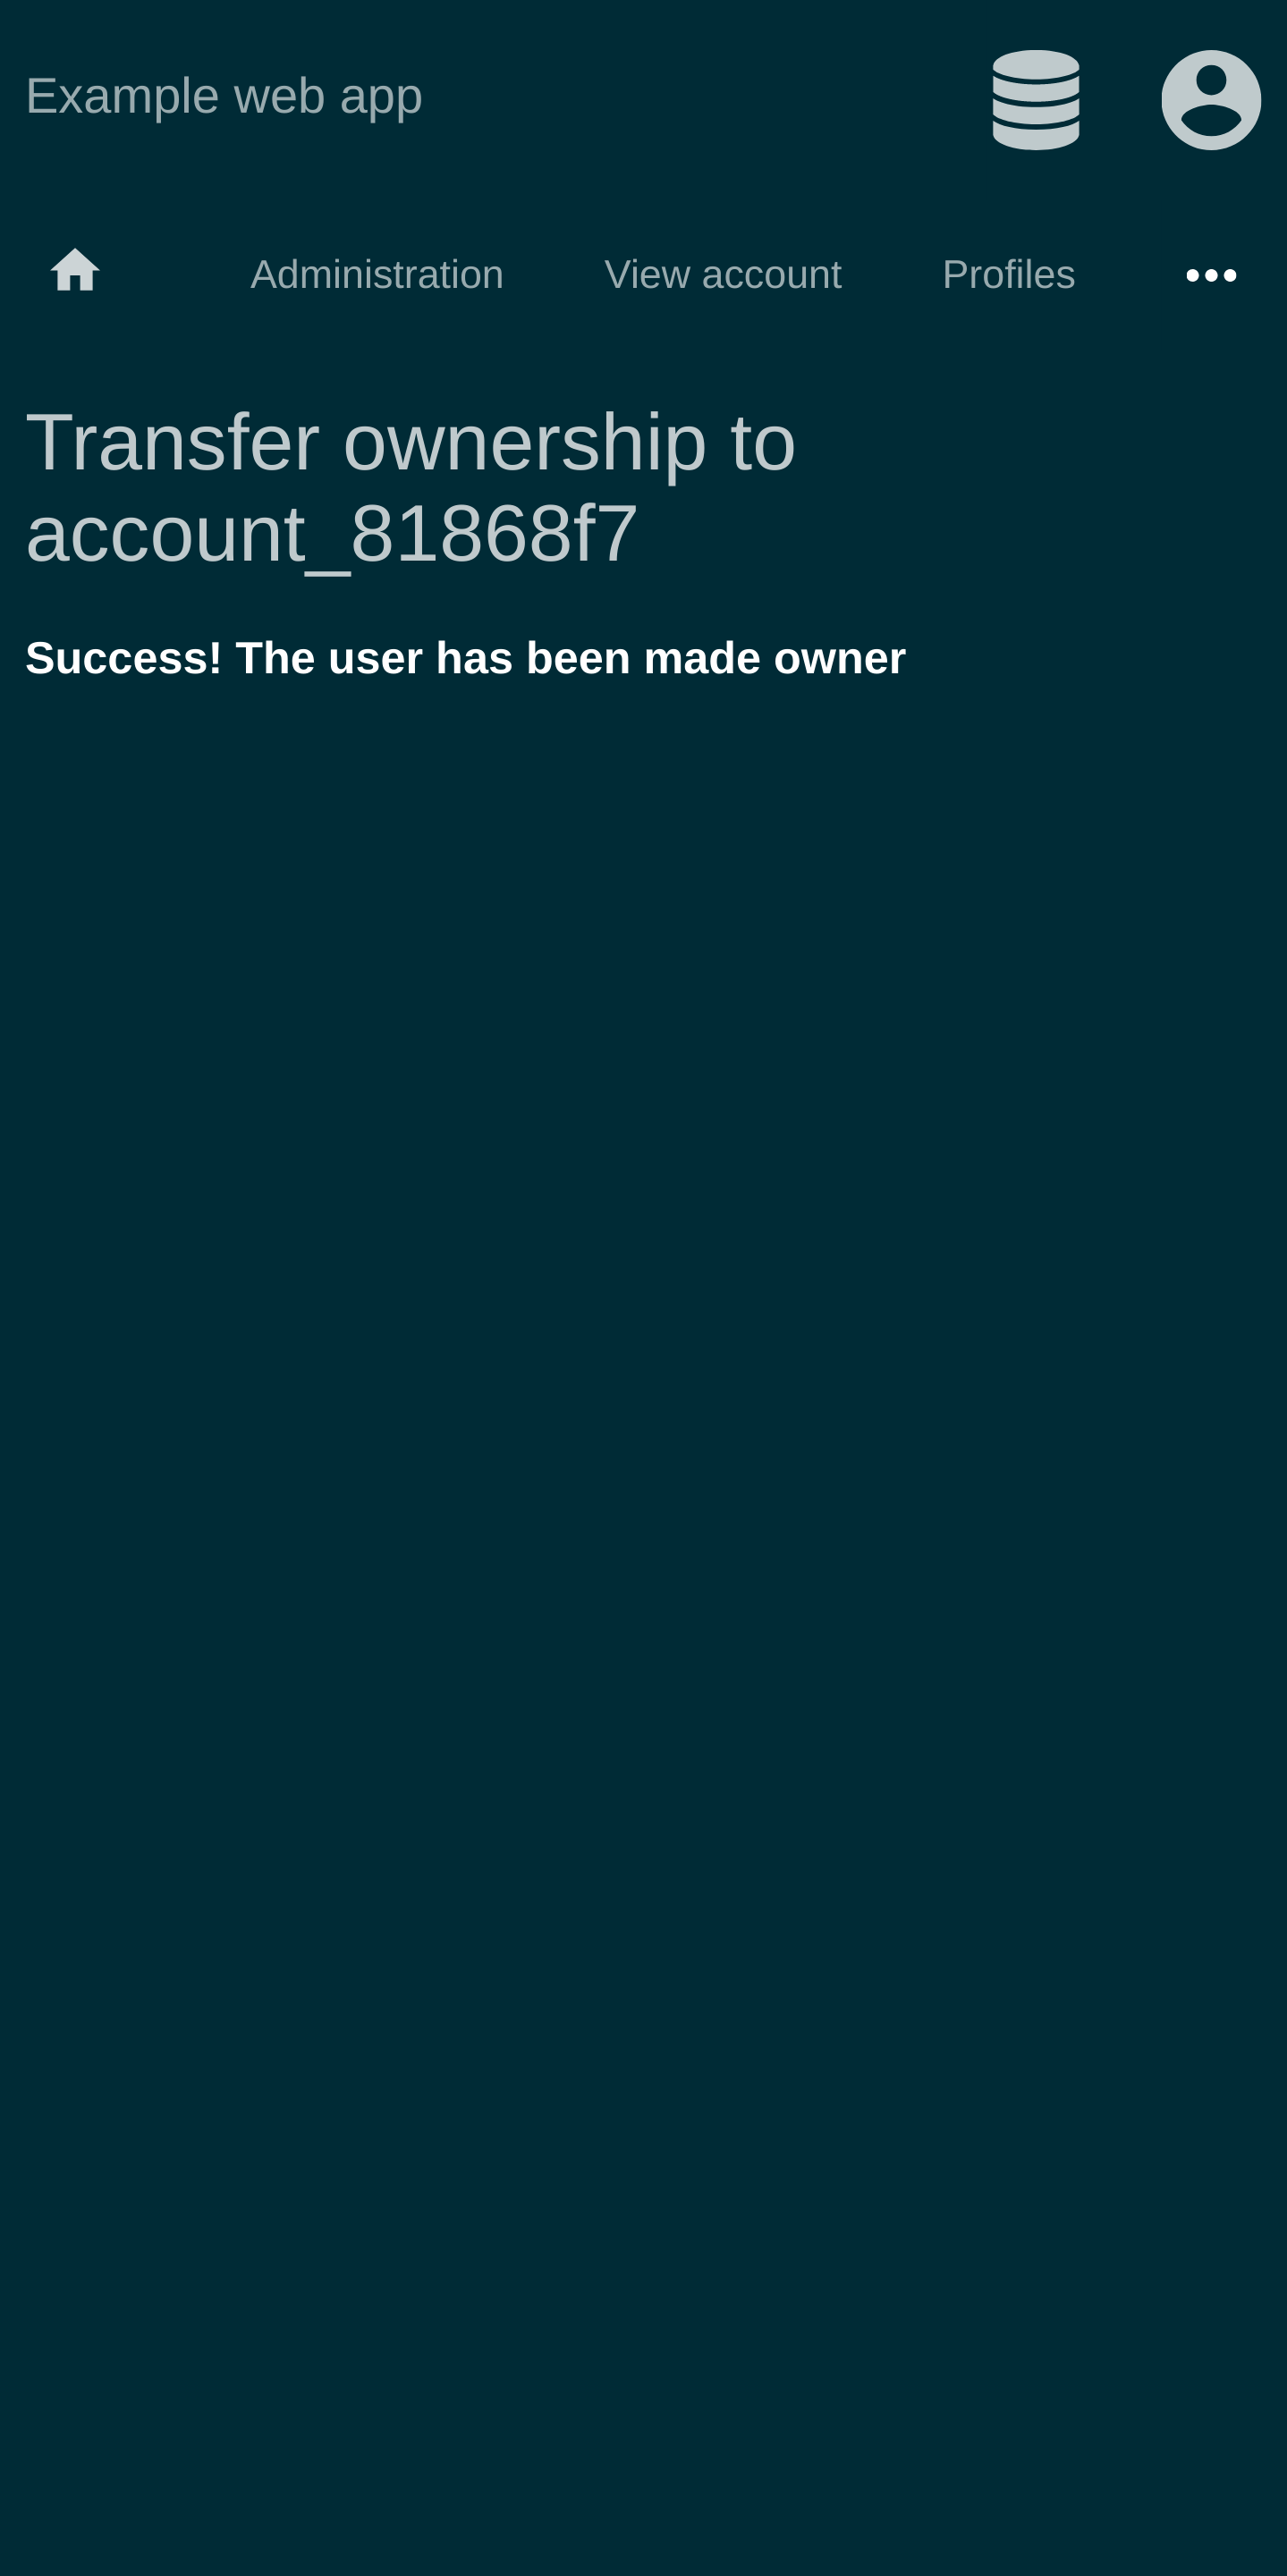 Example web app
Administration View account Profiles
Transfer ownership to
account_81868f7
Success! The user has been made owner